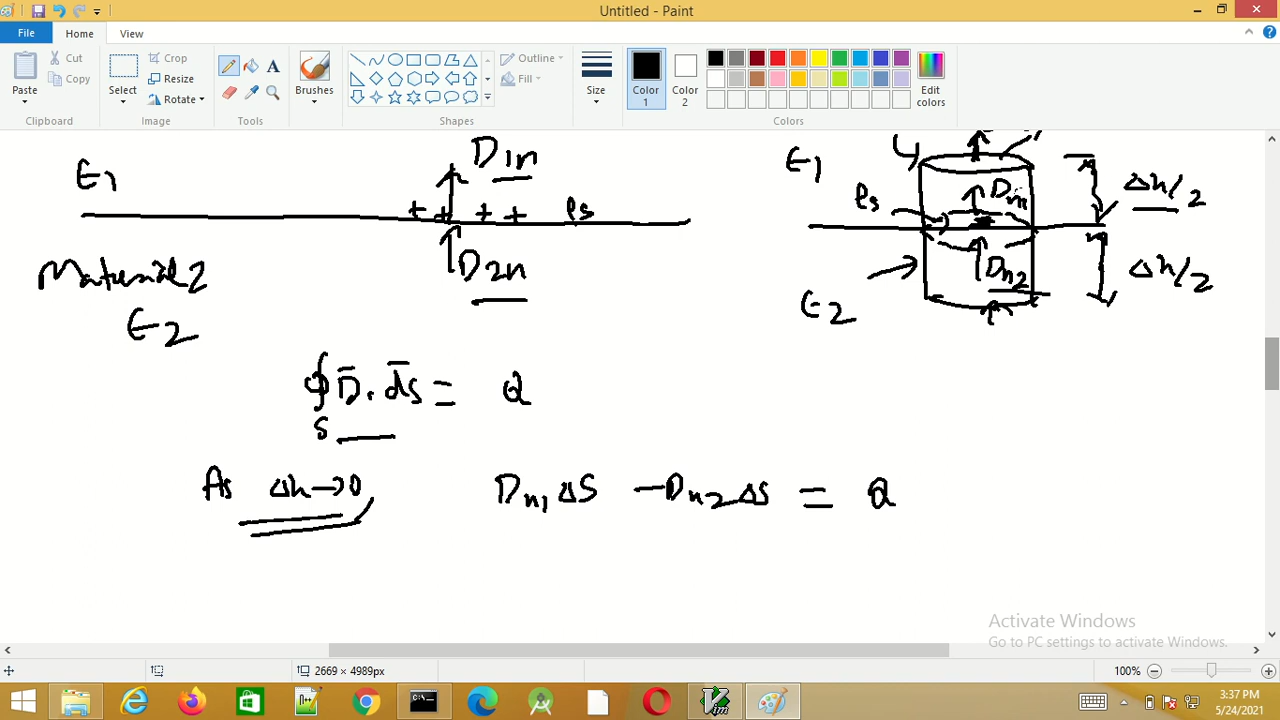 Untitled - Paint
File Home View
Cut
Copy
Paste
Clipboard
Crop
Resize
Rotate
Select
Image
Tools
Brushes
Outline
Fill
Shapes
Size
Color 1
Color 2
Edit colors
Colors
D1n
ϵ1
+ + + + ρs
D2n
Material 2
ϵ2
ϵ1
ρs
Dn1
Δh/2
Dn2
Δh/2
ϵ2
∮ D̅. d̅s = Q
S
As Δh→0, Dn1 ΔS - Dn2 ΔS = Q
Activate Windows
Go to PC settings to activate Windows.
2669 × 4989px
100%
3:37 PM
5/24/2021